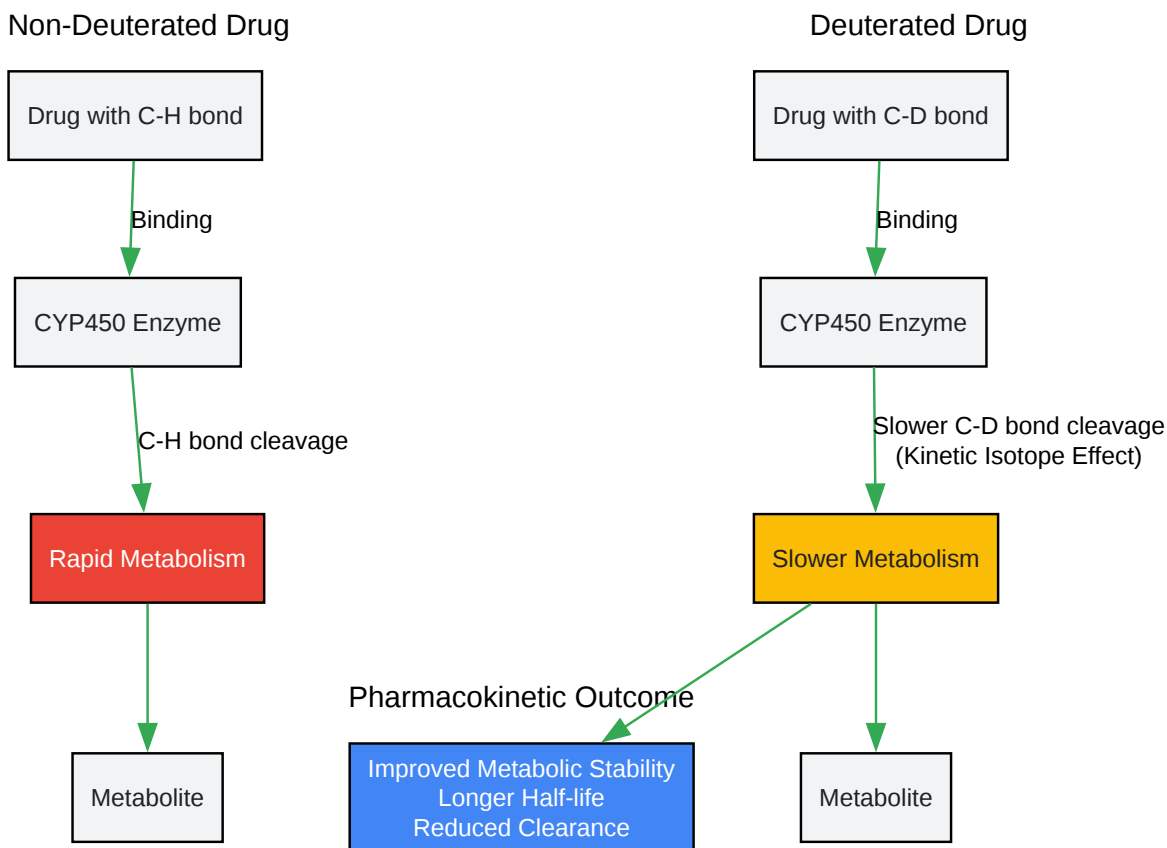 Non-Deuterated Drug
Deuterated Drug
Drug with C-H bond
Drug with C-D bond
Binding
Binding
CYP450 Enzyme
CYP450 Enzyme
C-H bond cleavage
Slower C-D bond cleavage
(Kinetic Isotope Effect)
Rapid Metabolism
Slower Metabolism
Pharmacokinetic Outcome
Metabolite
Improved Metabolic Stability
Longer Half-life
Reduced Clearance
Metabolite